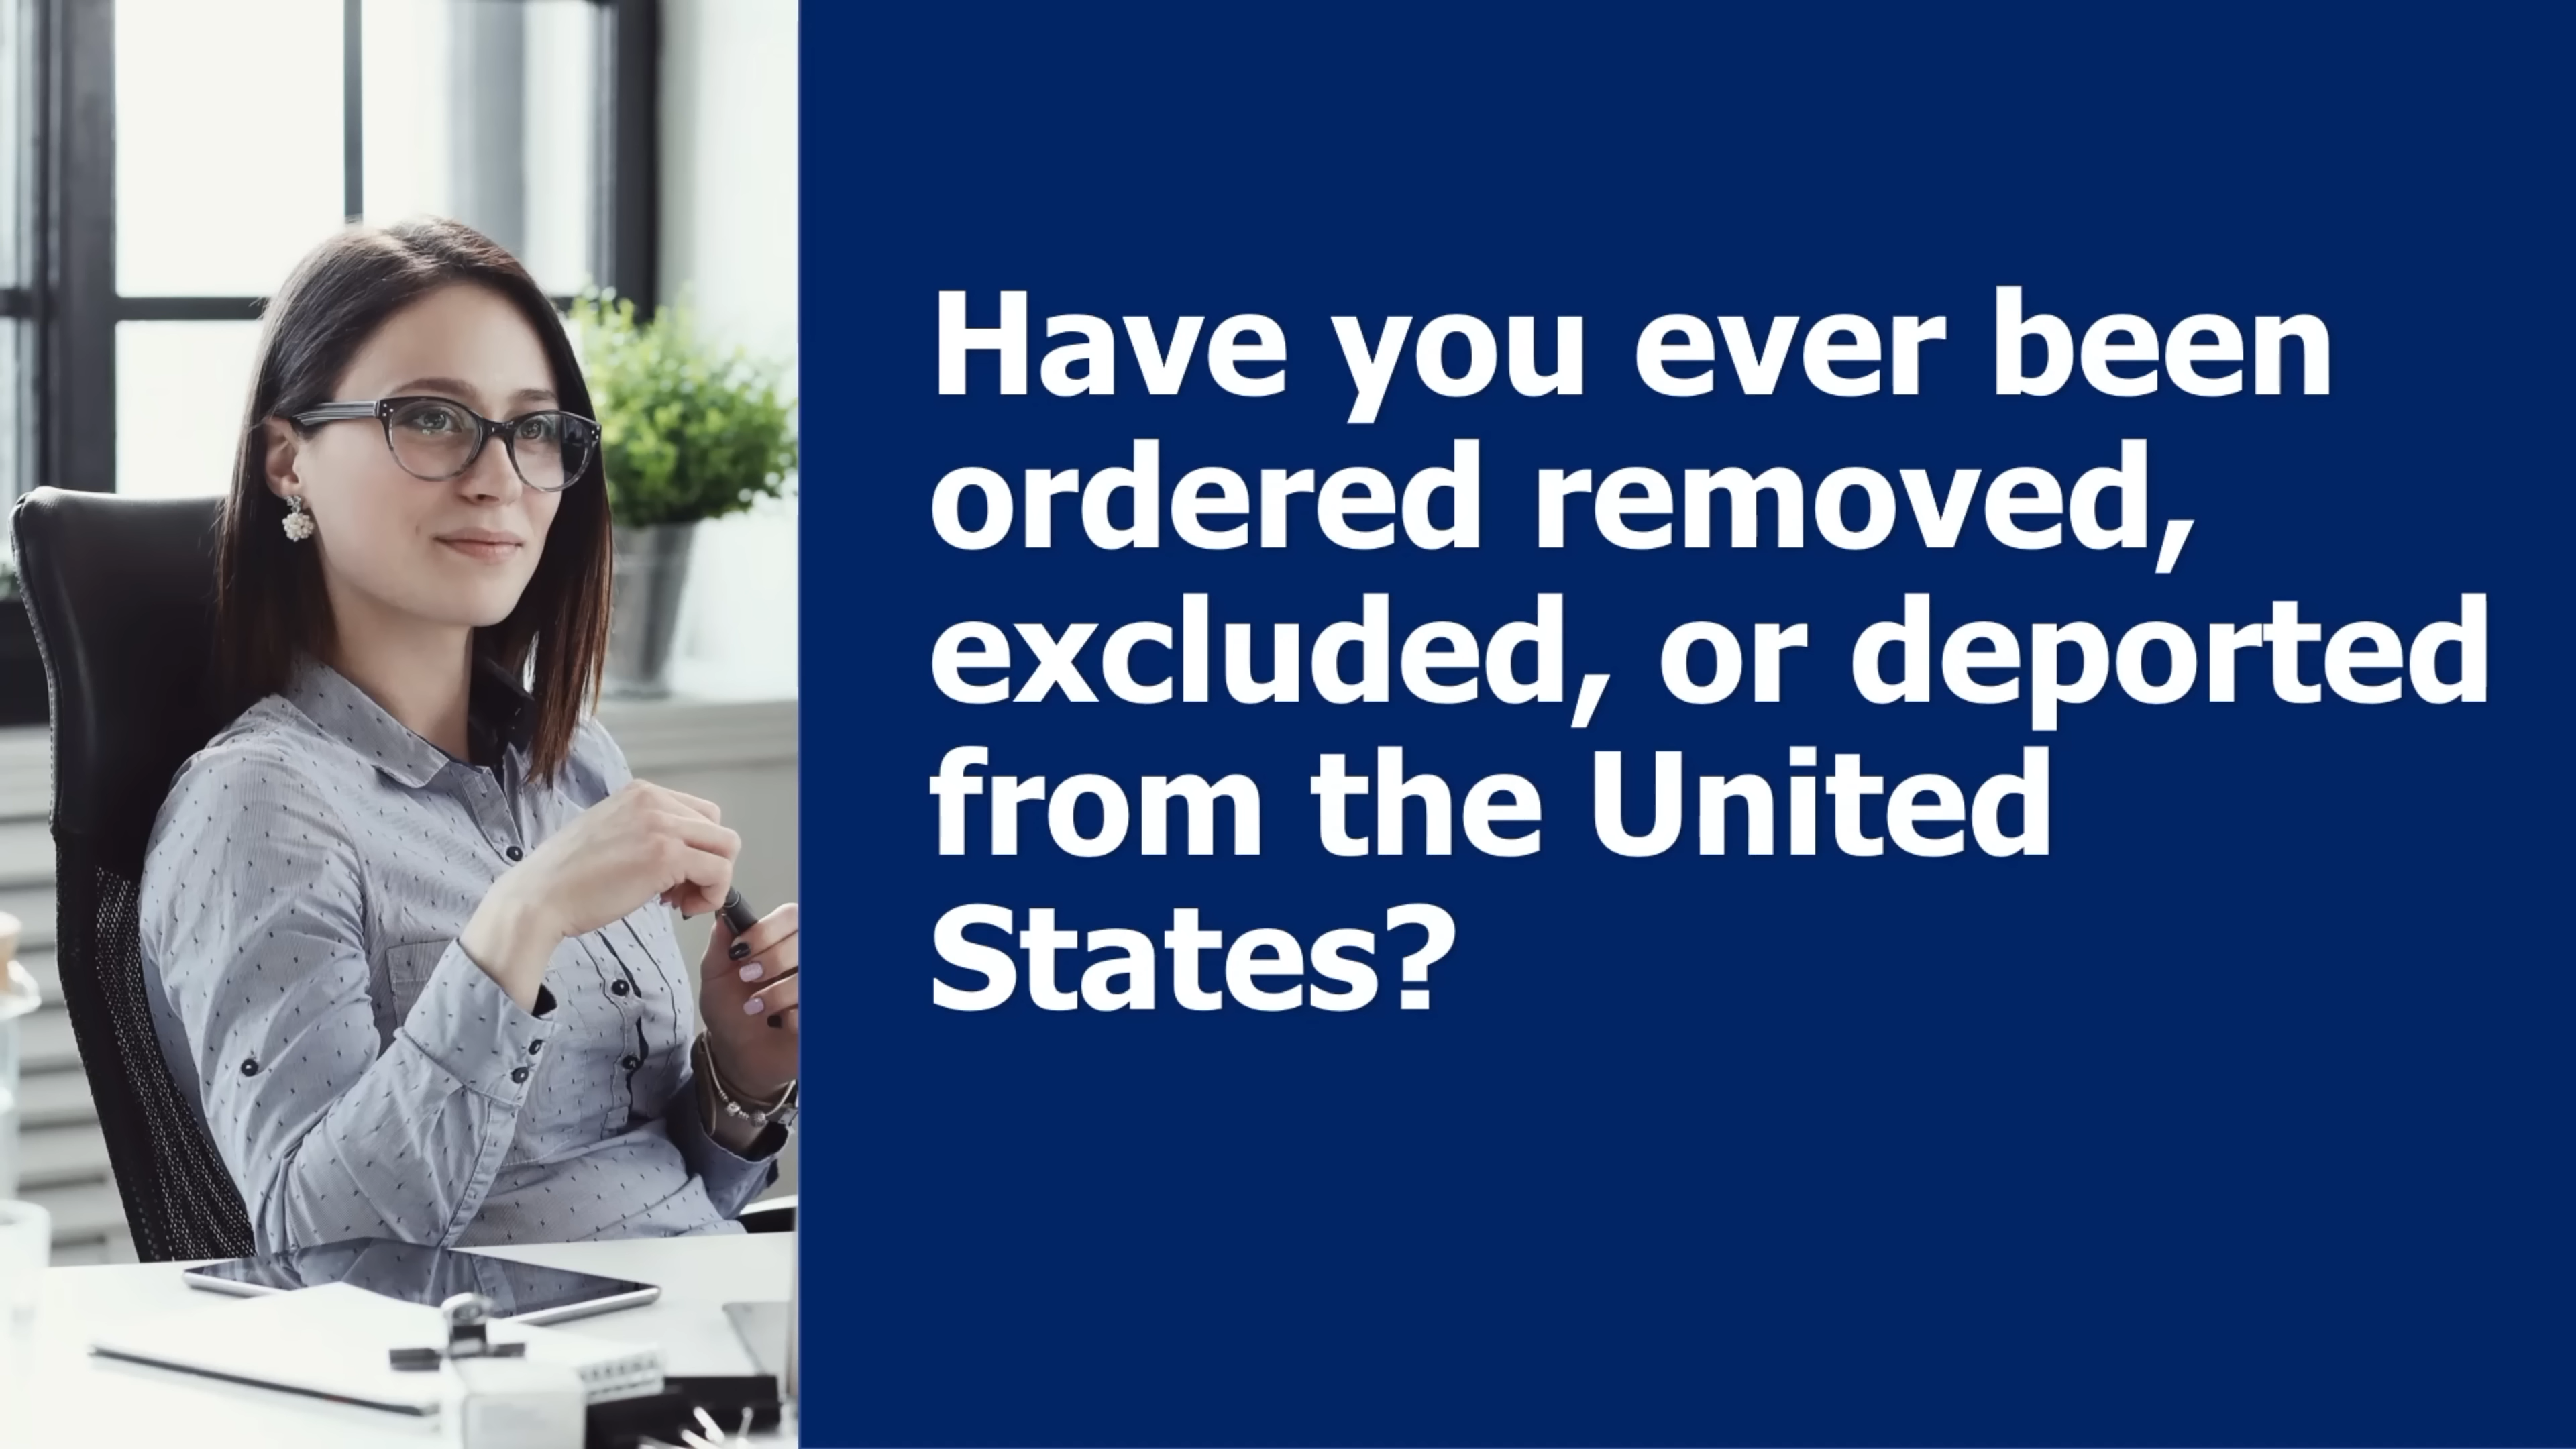 Have you ever been
ordered removed,
excluded, or deported
from the United
States?